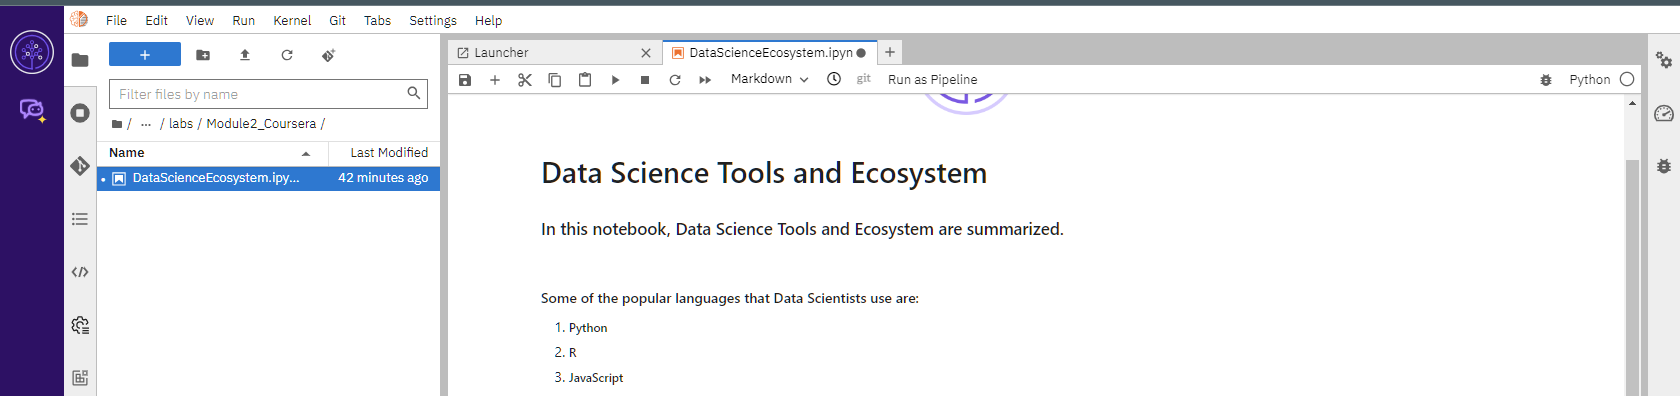 File Edit View Run Kernel Git Tabs Settings Help
+
Filter files by name
/ ... / labs / Module2_Coursera /
Name Last Modified
DataScienceEcosystem.ipy... 42 minutes ago
Launcher × DataScienceEcosystem.ipyn +
Markdown git Run as Pipeline Python
Data Science Tools and Ecosystem
In this notebook, Data Science Tools and Ecosystem are summarized.
Some of the popular languages that Data Scientists use are:
1. Python
2. R
3. JavaScript